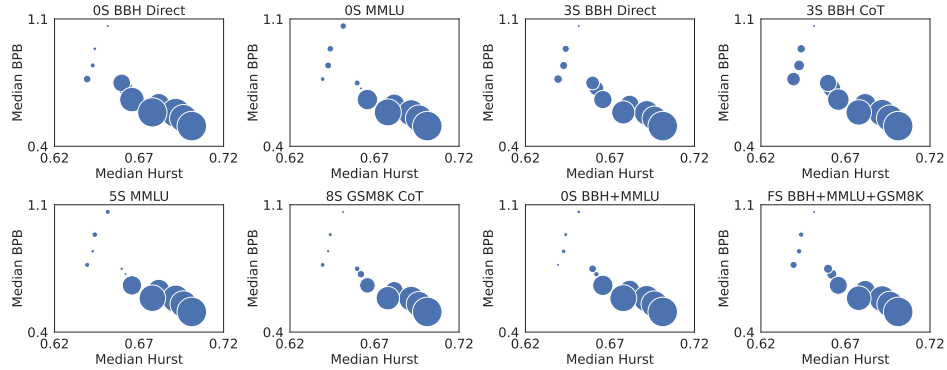 0S BBH Direct
1.1
Median BPB
0.4
0.62
0.67
0.72
Median Hurst
0S MMLU
1.1
Median BPB
0.4
0.62
0.67
0.72
Median Hurst
3S BBH Direct
1.1
Median BPB
0.4
0.62
0.67
0.72
Median Hurst
3S BBH CoT
1.1
Median BPB
0.4
0.62
0.67
0.72
Median Hurst
5S MMLU
1.1
Median BPB
0.4
0.62
0.67
0.72
Median Hurst
8S GSM8K CoT
1.1
Median BPB
0.4
0.62
0.67
0.72
Median Hurst
0S BBH+MMLU
1.1
Median BPB
0.4
0.62
0.67
0.72
Median Hurst
FS BBH+MMLU+GSM8K
1.1
Median BPB
0.4
0.62
0.67
0.72
Median Hurst